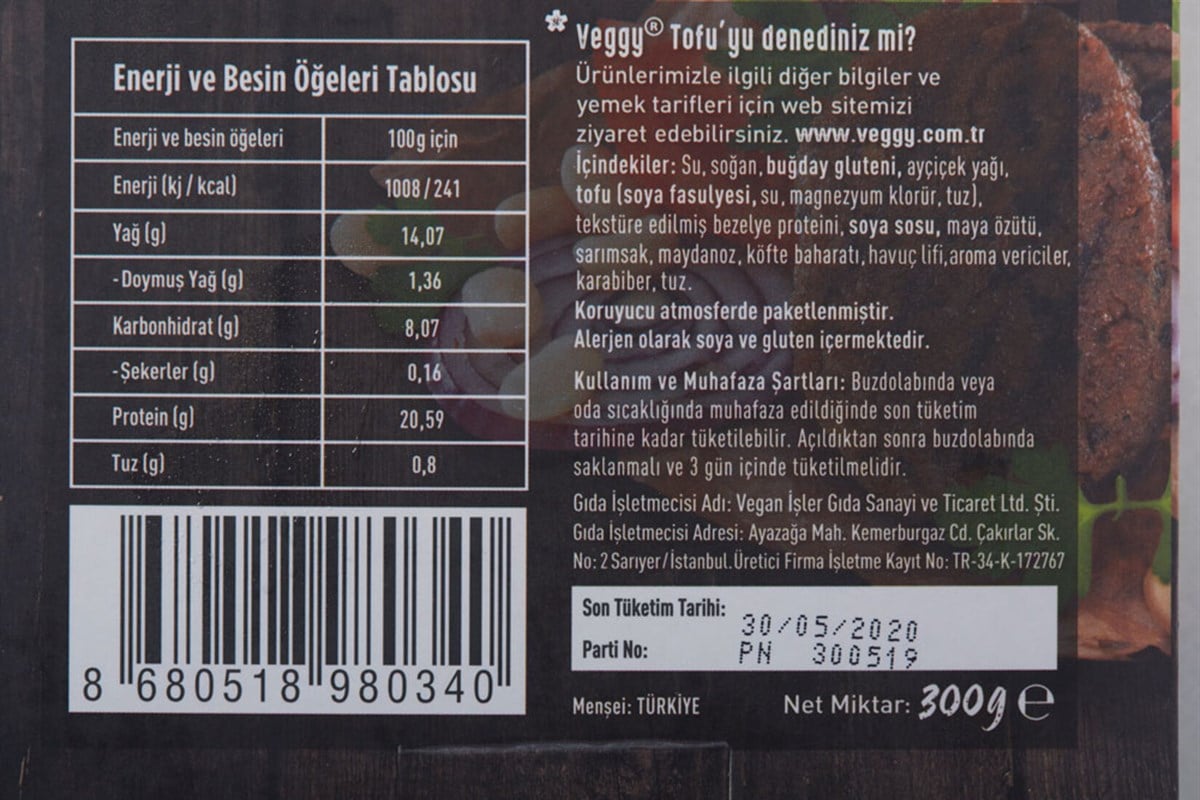 Enerji ve Besin Öğeleri Tablosu
Enerji ve besin öğeleri 100g için
Enerji (kj / kcal) 1008 / 241
Yağ (g) 14,07
- Doymuş Yağ (g) 1,36
Karbonhidrat (g) 8,07
- Şekerler (g) 0,16
Protein (g) 20,59
Tuz (g) 0,8
8 680518 980340
* Veggy® Tofu'yu denediniz mi?
Ürünlerimizle ilgili diğer bilgiler ve
yemek tarifleri için web sitemizi
ziyaret edebilirsiniz. www.veggy.com.tr
İçindekiler: Su, soğan, buğday gluteni, ayçiçek yağı,
tofu (soya fasulyesi, su, magnezyum klorür, tuz),
tekstüre edilmiş bezelye proteini, soya sosu, maya özütü,
sarımsak, maydanoz, köfte baharatı, havuç lifi, aroma vericiler,
karabiber, tuz.
Koruyucu atmosferde paketlenmiştir.
Alerjen olarak soya ve gluten içermektedir.
Kullanım ve Muhafaza Şartları: Buzdolabında veya
oda sıcaklığında muhafaza edildiğinde son tüketim
tarihine kadar tüketilebilir. Açıldıktan sonra buzdolabında
saklanmalı ve 3 gün içinde tüketilmelidir.
Gıda İşletmecisi Adı: Vegan İşler Gıda Sanayi ve Ticaret Ltd. Şti.
Gıda İşletmecisi Adresi: Ayazağa Mah. Kemerburgaz Cd. Çakırlar Sk.
No: 2 Sarıyer/İstanbul. Üretici Firma İşletme Kayıt No: TR-34-K-172767
Son Tüketim Tarihi: 30/05/2020
Parti No: PN 300519
Menşei: TÜRKİYE Net Miktar: 300g e